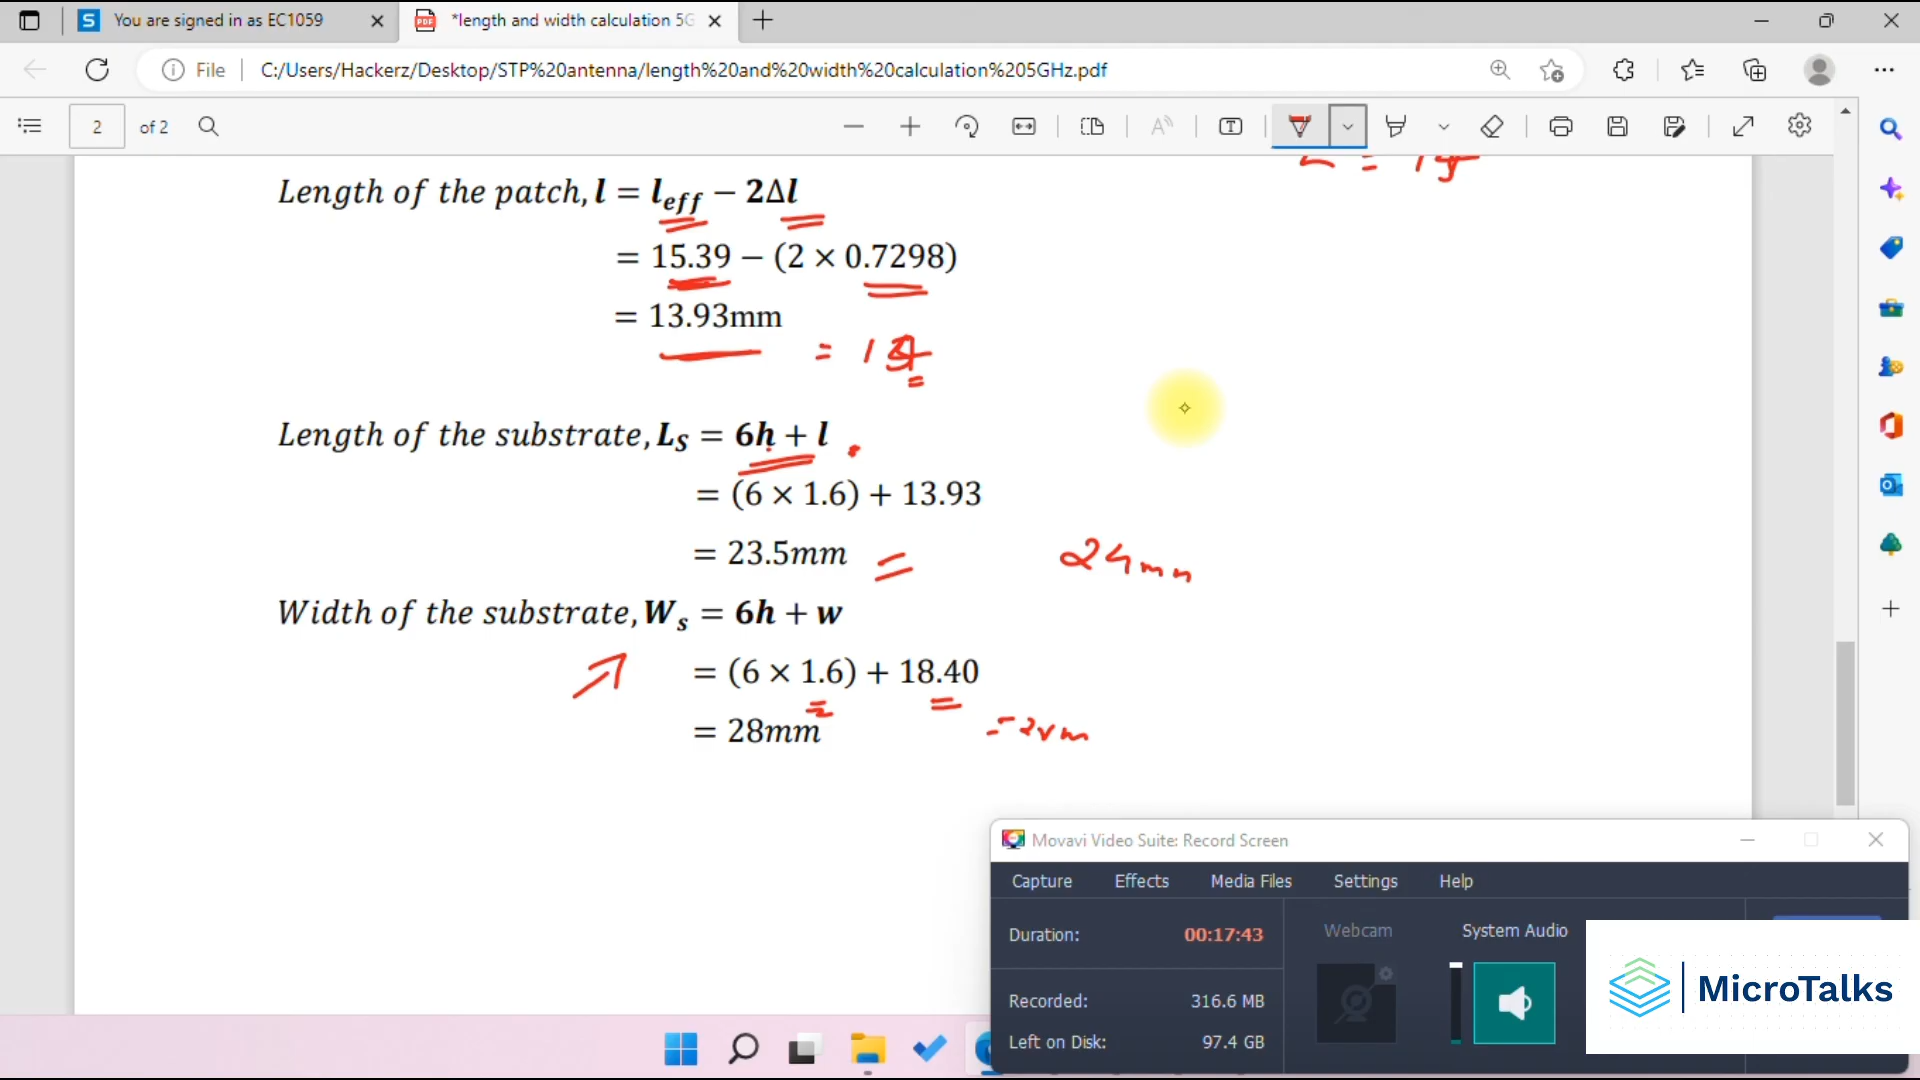 You are signed in as EC1059
*length and width calculation 5G
File
C:/Users/Hackerz/Desktop/STP%20antenna/length%20and%20width%20calculation%205GHz.pdf
2 of 2
Length of the patch, l = l_eff − 2Δl
= 15.39 − (2 × 0.7298)
= 13.93mm
Length of the substrate, L_S = 6h + l
= (6 × 1.6) + 13.93
= 23.5mm
24mm
Width of the substrate, W_s = 6h + w
= (6 × 1.6) + 18.40
= 28mm
Movavi Video Suite: Record Screen
Capture Effects Media Files Settings Help
Duration: 00:17:43
Webcam
System Audio
Recorded: 316.6 MB
Left on Disk: 97.4 GB
MicroTalks